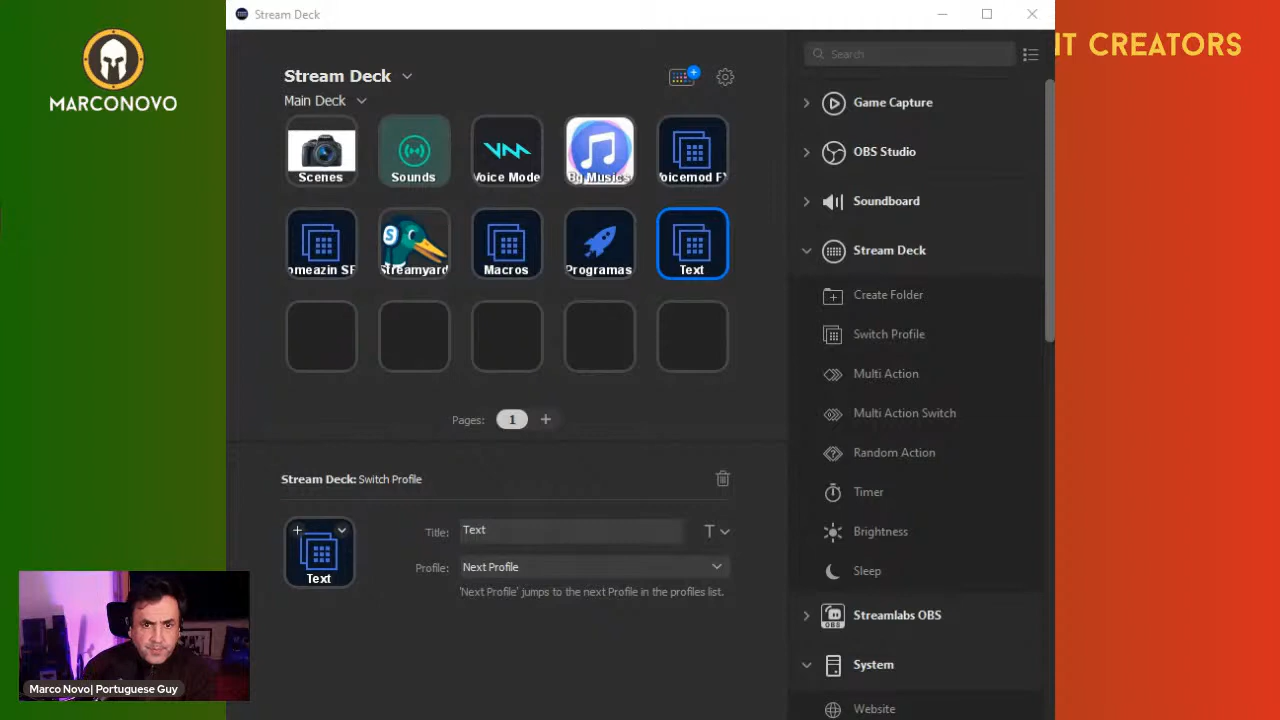 Stream Deck
NT CREATORS
MARCONOVO
Stream Deck
Search
Main Deck
Game Capture
OBS Studio
Scenes
Sounds
Voice Mode
Bg Musics
oicemod F
Soundboard
Stream Deck
omeazin SF
Streamyard
Macros
Programas
Text
Create Folder
Switch Profile
Multi Action
Multi Action Switch
Pages:
1
Random Action
Stream Deck: Switch Profile
Timer
Title:
Text
T
Brightness
Profile:
Next Profile
Sleep
Text
'Next Profile' jumps to the next Profile in the profiles list.
Streamlabs OBS
OBS
System
Marco Novo| Portuguese Guy
Website